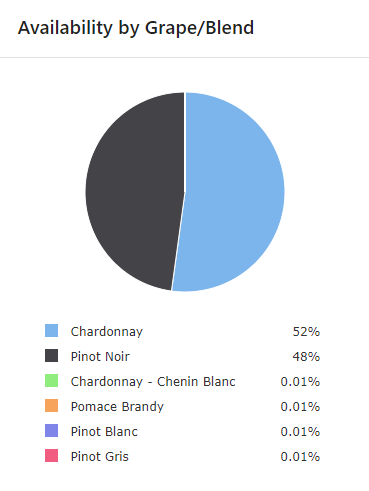 Availability by Grape/Blend
Chardonnay 52%
Pinot Noir 48%
Chardonnay - Chenin Blanc 0.01%
Pomace Brandy 0.01%
Pinot Blanc 0.01%
Pinot Gris 0.01%